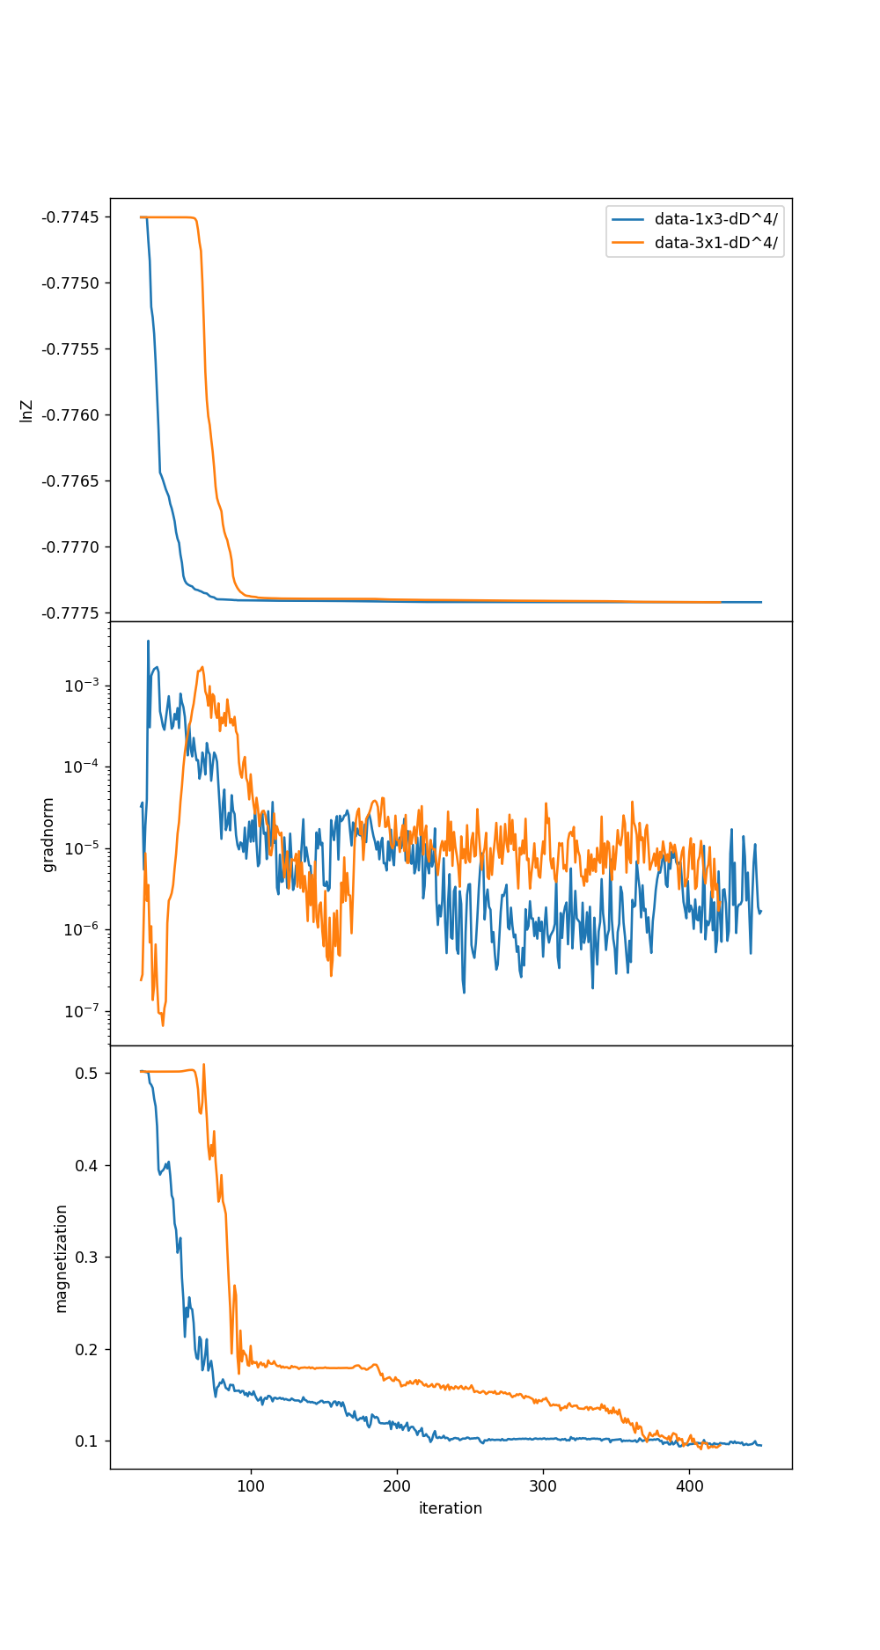 data-1x3-dD^4/
data-3x1-dD^4/
-0.7745
-0.7750
-0.7755
-0.7760
-0.7765
-0.7770
-0.7775
lnZ
10⁻³
10⁻⁴
10⁻⁵
10⁻⁶
10⁻⁷
gradnorm
0.5
0.4
0.3
0.2
0.1
magnetization
100 200 300 400
iteration